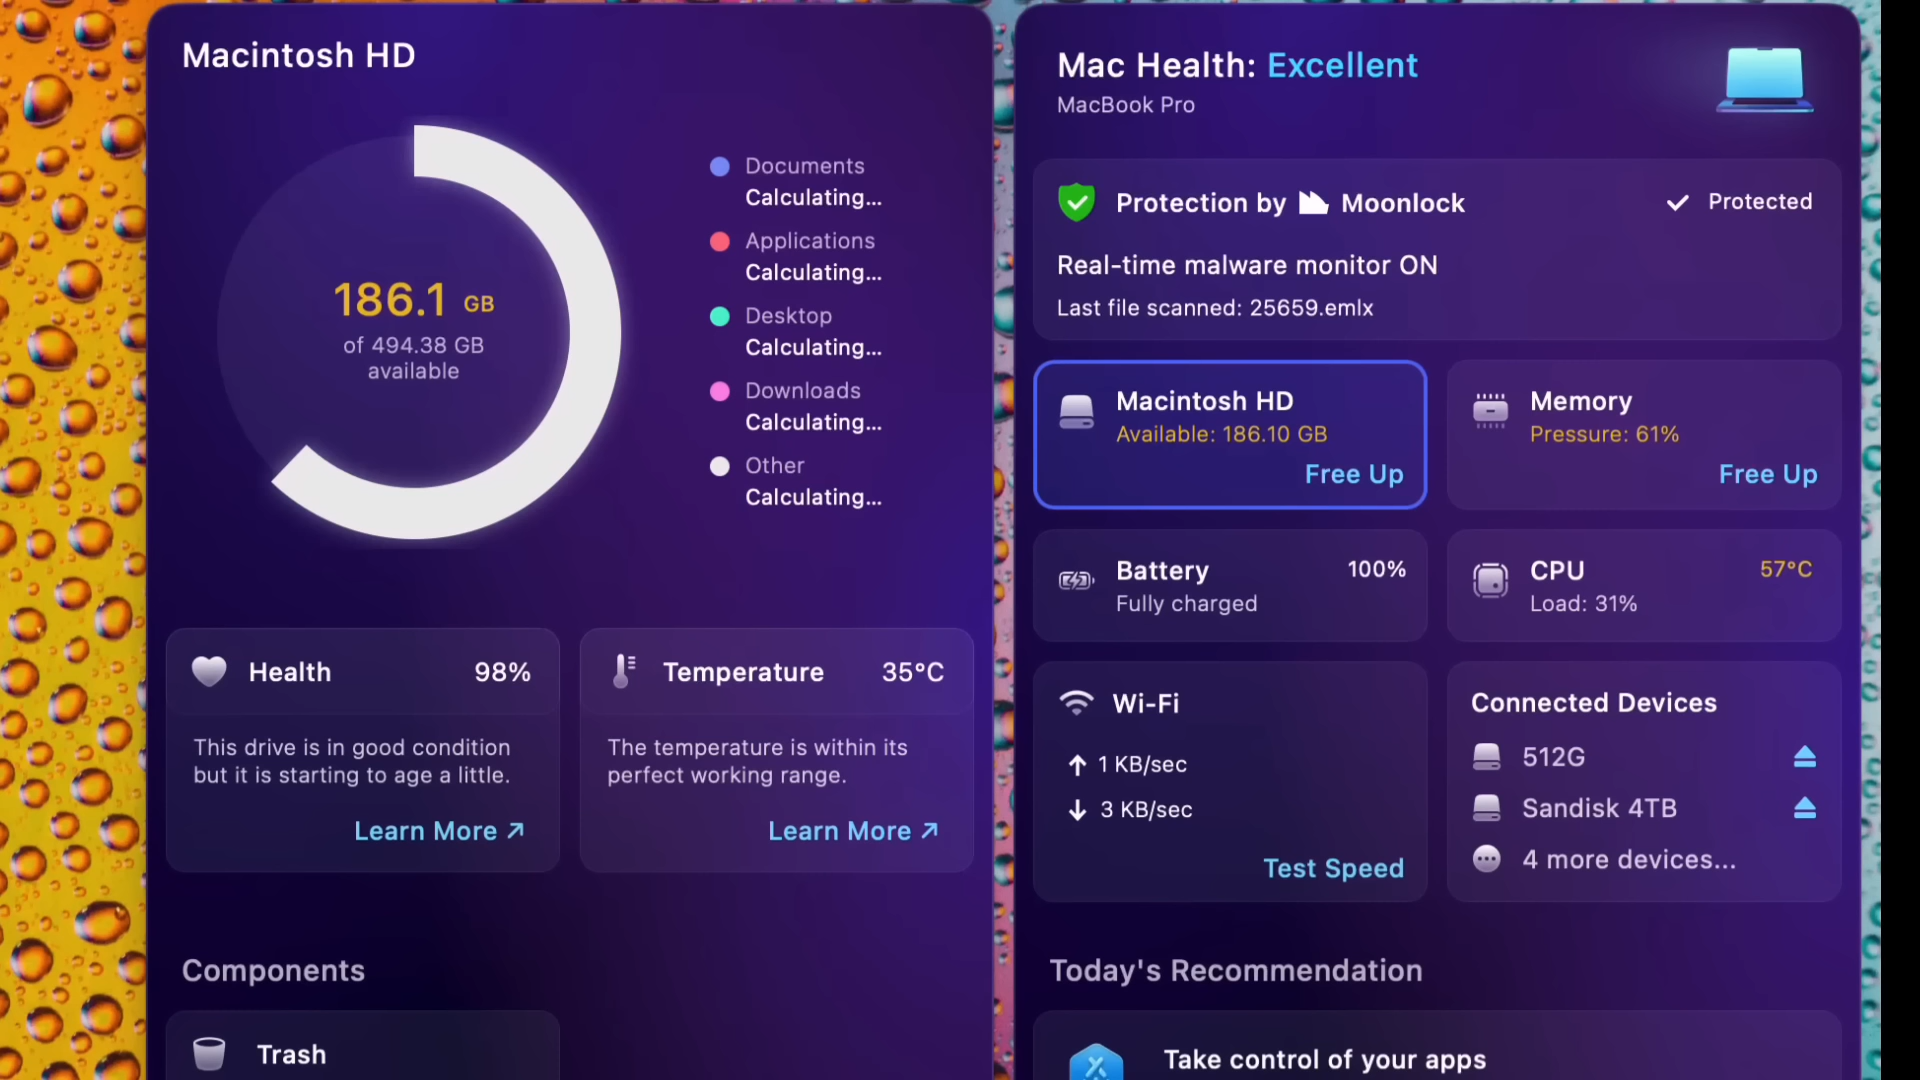 Macintosh HD
186.1 GB
of 494.38 GB
available
Documents
Calculating...
Applications
Calculating...
Desktop
Calculating...
Downloads
Calculating...
Other
Calculating...
Health 98%
This drive is in good condition
but it is starting to age a little.
Learn More ↗
Temperature 35°C
The temperature is within its
perfect working range.
Learn More ↗
Components
Trash
Mac Health: Excellent
MacBook Pro
Protection by Moonlock
Protected
Real-time malware monitor ON
Last file scanned: 25659.emlx
Macintosh HD
Available: 186.10 GB
Free Up
Memory
Pressure: 61%
Free Up
Battery 100%
Fully charged
CPU 57°C
Load: 31%
Wi-Fi
↑ 1 KB/sec
↓ 3 KB/sec
Test Speed
Connected Devices
512G
Sandisk 4TB
4 more devices...
Today's Recommendation
Take control of your apps